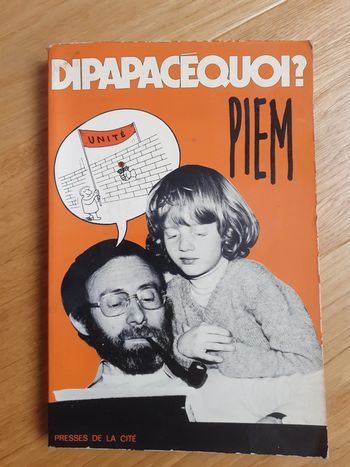 DIPAPACÉQUOI?
PIEM
UNITÉ
PRESSES DE LA CITÉ